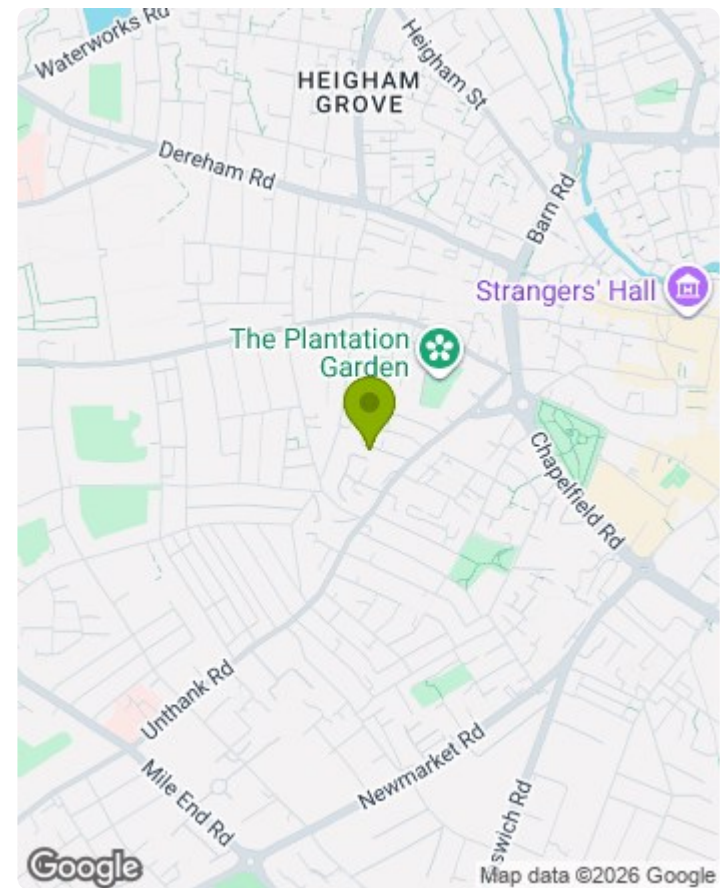 Waterworks Rd
HEIGHAM
GROVE
Heigham St
Dereham Rd
Barn Rd
Strangers' Hall
The Plantation
Garden
Chapelfield Rd
Unthank Rd
Mile End Rd
Newmarket Rd
swich Rd
Google
Map data ©2026 Google